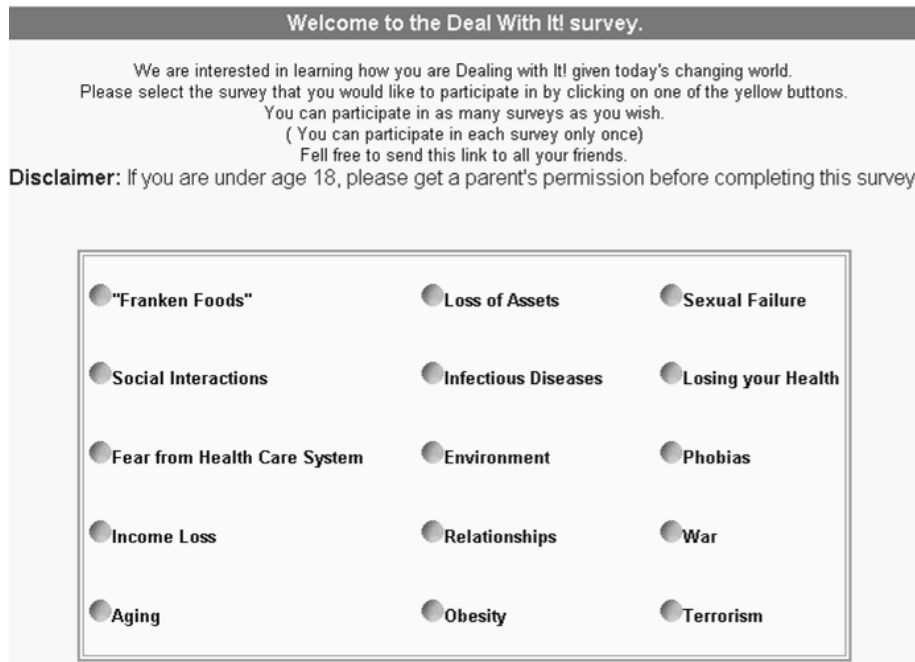 Welcome to the Deal With It! survey.
We are interested in learning how you are Dealing with It! given today's changing world.
Please select the survey that you would like to participate in by clicking on one of the yellow buttons.
You can participate in as many surveys as you wish.
( You can participate in each survey only once)
Fell free to send this link to all your friends.
Disclaimer: If you are under age 18, please get a parent's permission before completing this survey
"Franken Foods" Loss of Assets Sexual Failure
Social Interactions Infectious Diseases Losing your Health
Fear from Health Care System Environment Phobias
Income Loss Relationships War
Aging Obesity Terrorism